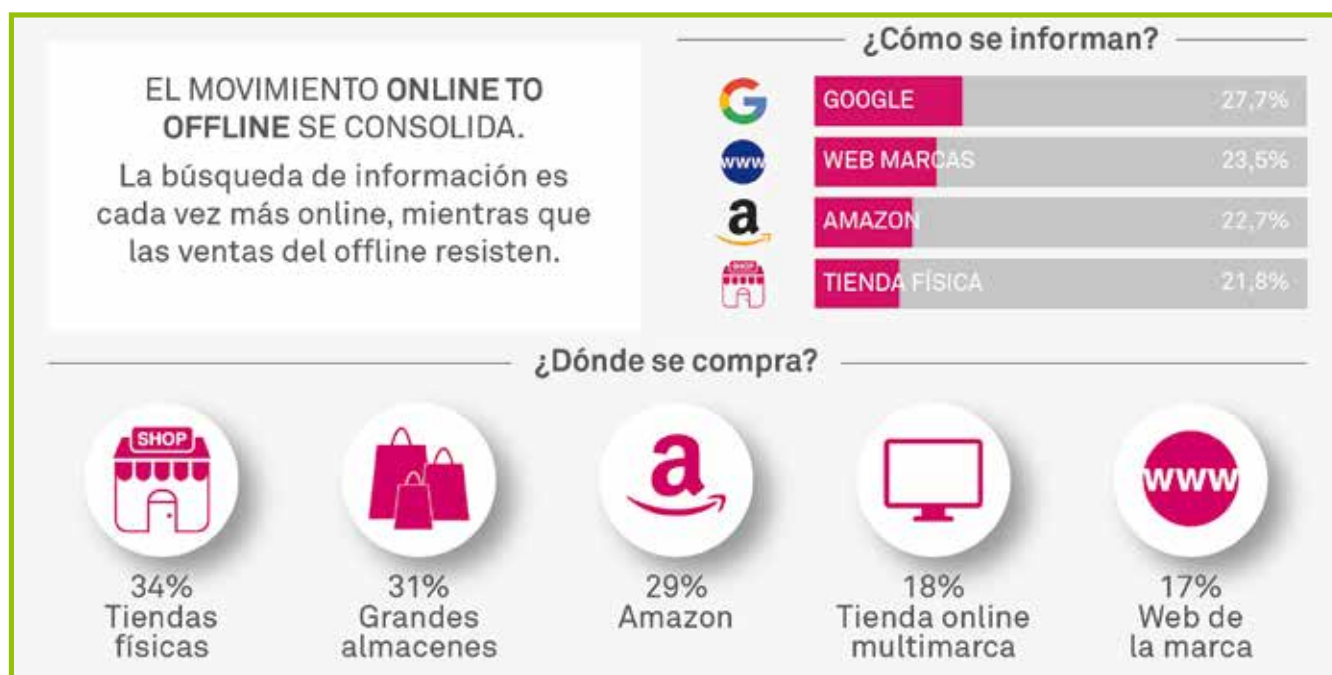 EL MOVIMIENTO ONLINE TO
OFFLINE SE CONSOLIDA.
La búsqueda de información es
cada vez más online, mientras que
las ventas del offline resisten.
¿Cómo se informan?
GOOGLE 27,7%
www WEB MARCAS 23,5%
a AMAZON 22,7%
SHOP TIENDA FÍSICA 21,8%
¿Dónde se compra?
SHOP
34%
Tiendas
físicas
31%
Grandes
almacenes
a
29%
Amazon
18%
Tienda online
multimarca
www
17%
Web de
la marca